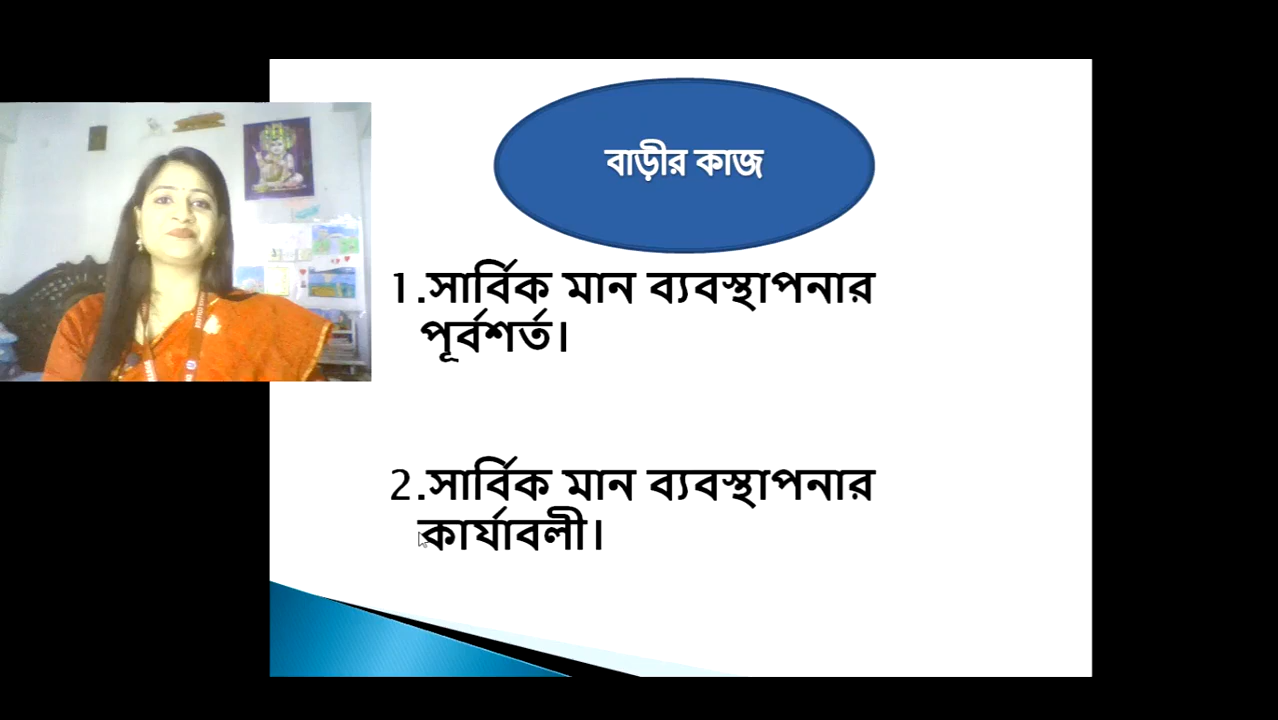 বাড়ীর কাজ
1.সার্বিক মান ব্যবস্থাপনার
পূর্বশর্ত।
2.সার্বিক মান ব্যবস্থাপনার
কার্যাবলী।